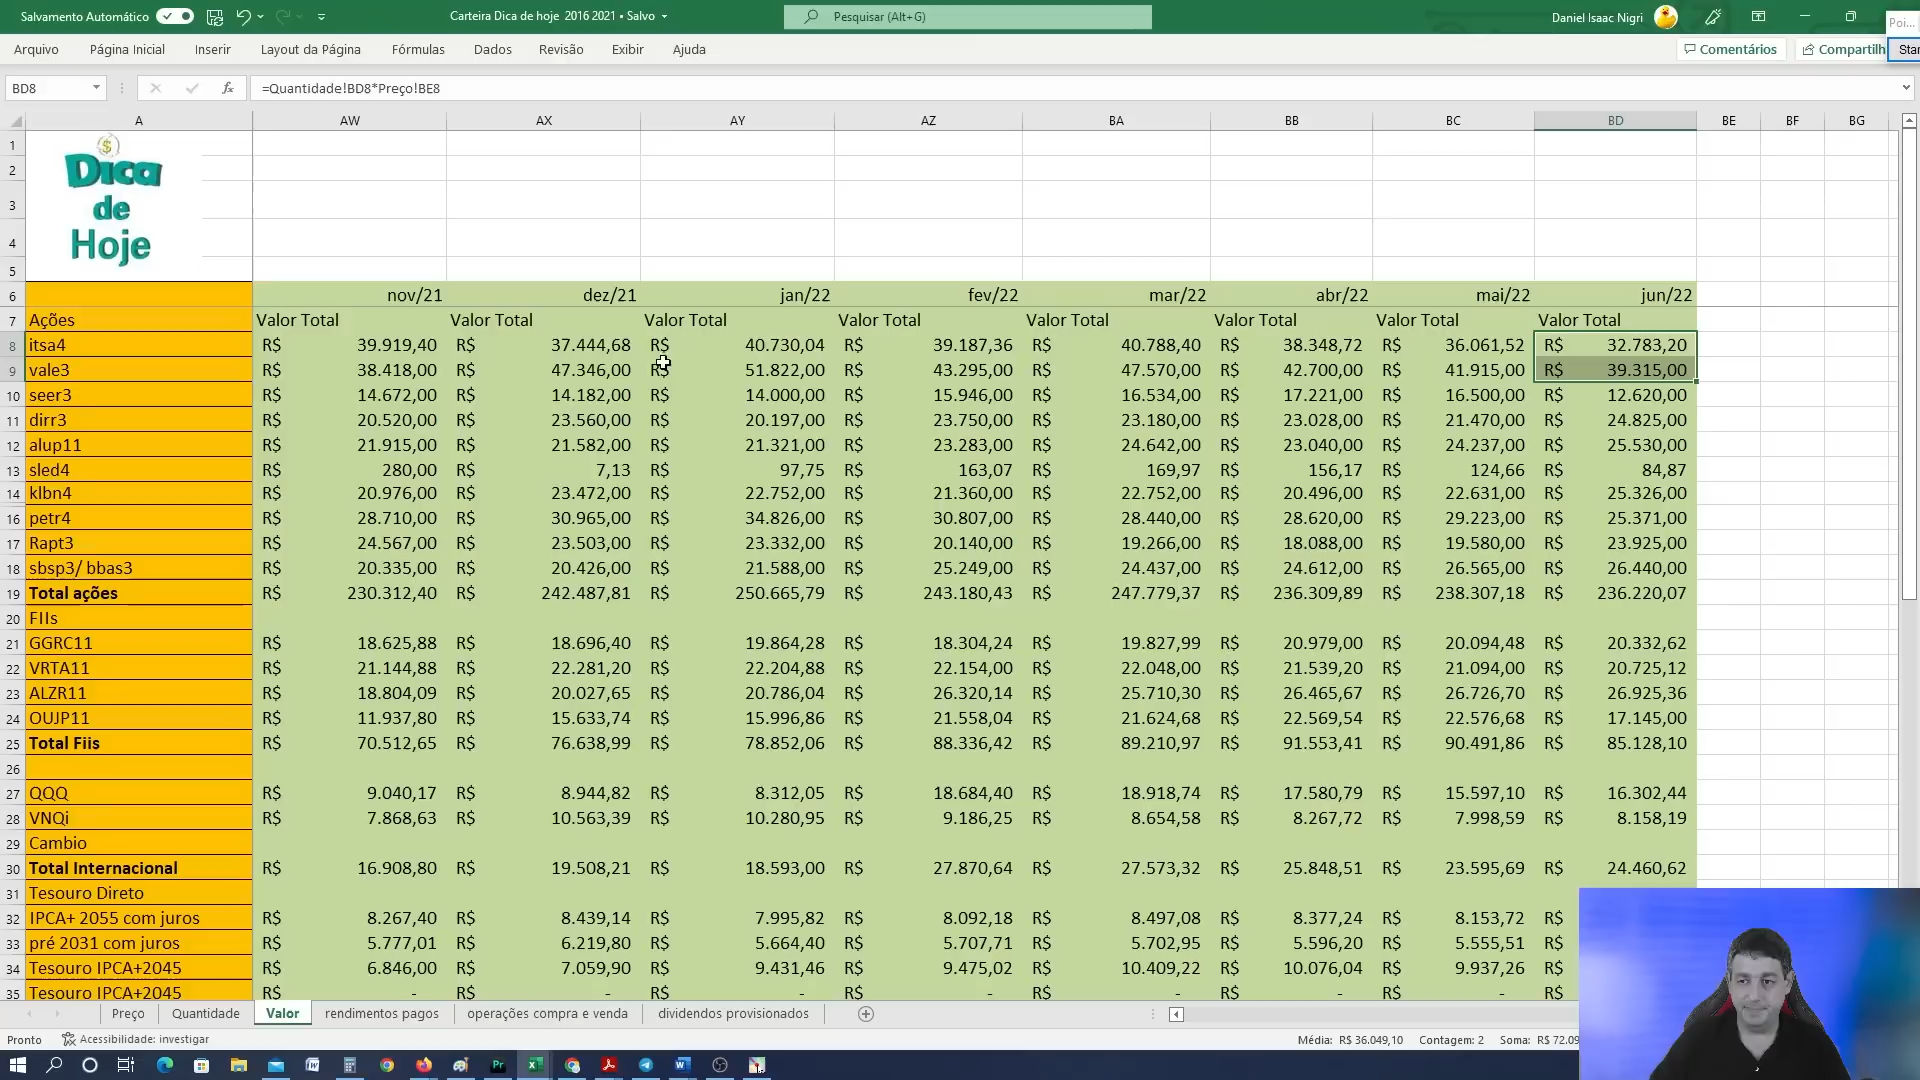 Salvamento Automático
Carteira Dica de hoje 2016 2021 • Salvo
Pesquisar (Alt+G)
Daniel Isaac Nigri
Poi...
Arquivo Página Inicial Inserir Layout da Página Fórmulas Dados Revisão Exibir Ajuda
Comentários Compartilh
Star
BD8 fx =Quantidade!BD8*Preço!BE8
A AW AX AY AZ BA BB BC BD BE BF BG
1
2
3
4
5
$
Dica
de
Hoje
6 nov/21 dez/21 jan/22 fev/22 mar/22 abr/22 mai/22 jun/22
7 Ações Valor Total Valor Total Valor Total Valor Total Valor Total Valor Total Valor Total Valor Total
8 itsa4 R$ 39.919,40 R$ 37.444,68 R$ 40.730,04 R$ 39.187,36 R$ 40.788,40 R$ 38.348,72 R$ 36.061,52 R$ 32.783,20
9 vale3 R$ 38.418,00 R$ 47.346,00 R$ 51.822,00 R$ 43.295,00 R$ 47.570,00 R$ 42.700,00 R$ 41.915,00 R$ 39.315,00
10 seer3 R$ 14.672,00 R$ 14.182,00 R$ 14.000,00 R$ 15.946,00 R$ 16.534,00 R$ 17.221,00 R$ 16.500,00 R$ 12.620,00
11 dirr3 R$ 20.520,00 R$ 23.560,00 R$ 20.197,00 R$ 23.750,00 R$ 23.180,00 R$ 23.028,00 R$ 21.470,00 R$ 24.825,00
12 alup11 R$ 21.915,00 R$ 21.582,00 R$ 21.321,00 R$ 23.283,00 R$ 24.642,00 R$ 23.040,00 R$ 24.237,00 R$ 25.530,00
13 sled4 R$ 280,00 R$ 7,13 R$ 97,75 R$ 163,07 R$ 169,97 R$ 156,17 R$ 124,66 R$ 84,87
14 klbn4 R$ 20.976,00 R$ 23.472,00 R$ 22.752,00 R$ 21.360,00 R$ 22.752,00 R$ 20.496,00 R$ 22.631,00 R$ 25.326,00
16 petr4 R$ 28.710,00 R$ 30.965,00 R$ 34.826,00 R$ 30.807,00 R$ 28.440,00 R$ 28.620,00 R$ 29.223,00 R$ 25.371,00
17 Rapt3 R$ 24.567,00 R$ 23.503,00 R$ 23.332,00 R$ 20.140,00 R$ 19.266,00 R$ 18.088,00 R$ 19.580,00 R$ 23.925,00
18 sbsp3/ bbas3 R$ 20.335,00 R$ 20.426,00 R$ 21.588,00 R$ 25.249,00 R$ 24.437,00 R$ 24.612,00 R$ 26.565,00 R$ 26.440,00
19 Total ações R$ 230.312,40 R$ 242.487,81 R$ 250.665,79 R$ 243.180,43 R$ 247.779,37 R$ 236.309,89 R$ 238.307,18 R$ 236.220,07
20 FIIs
21 GGRC11 R$ 18.625,88 R$ 18.696,40 R$ 19.864,28 R$ 18.304,24 R$ 19.827,99 R$ 20.979,00 R$ 20.094,48 R$ 20.332,62
22 VRTA11 R$ 21.144,88 R$ 22.281,20 R$ 22.204,88 R$ 22.154,00 R$ 22.048,00 R$ 21.539,20 R$ 21.094,00 R$ 20.725,12
23 ALZR11 R$ 18.804,09 R$ 20.027,65 R$ 20.786,04 R$ 26.320,14 R$ 25.710,30 R$ 26.465,67 R$ 26.726,70 R$ 26.925,36
24 OUJP11 R$ 11.937,80 R$ 15.633,74 R$ 15.996,86 R$ 21.558,04 R$ 21.624,68 R$ 22.569,54 R$ 22.576,68 R$ 17.145,00
25 Total Fiis R$ 70.512,65 R$ 76.638,99 R$ 78.852,06 R$ 88.336,42 R$ 89.210,97 R$ 91.553,41 R$ 90.491,86 R$ 85.128,10
26
27 QQQ R$ 9.040,17 R$ 8.944,82 R$ 8.312,05 R$ 18.684,40 R$ 18.918,74 R$ 17.580,79 R$ 15.597,10 R$ 16.302,44
28 VNQi R$ 7.868,63 R$ 10.563,39 R$ 10.280,95 R$ 9.186,25 R$ 8.654,58 R$ 8.267,72 R$ 7.998,59 R$ 8.158,19
29 Cambio
30 Total Internacional R$ 16.908,80 R$ 19.508,21 R$ 18.593,00 R$ 27.870,64 R$ 27.573,32 R$ 25.848,51 R$ 23.595,69 R$ 24.460,62
31 Tesouro Direto
32 IPCA+ 2055 com juros R$ 8.267,40 R$ 8.439,14 R$ 7.995,82 R$ 8.092,18 R$ 8.497,08 R$ 8.377,24 R$ 8.153,72 R$
33 pré 2031 com juros R$ 5.777,01 R$ 6.219,80 R$ 5.664,40 R$ 5.707,71 R$ 5.702,95 R$ 5.596,20 R$ 5.555,51 R$
34 Tesouro IPCA+2045 R$ 6.846,00 R$ 7.059,90 R$ 9.431,46 R$ 9.475,02 R$ 10.409,22 R$ 10.076,04 R$ 9.937,26 R$
35 Tesouro IPCA+2045 R$ - R$ - R$ - R$ - R$ - R$ - R$ - R$
Preço Quantidade Valor rendimentos pagos operações compra e venda dividendos provisionados
Pronto Acessibilidade: investigar Média: R$ 36.049,10 Contagem: 2 Soma: R$ 72.09